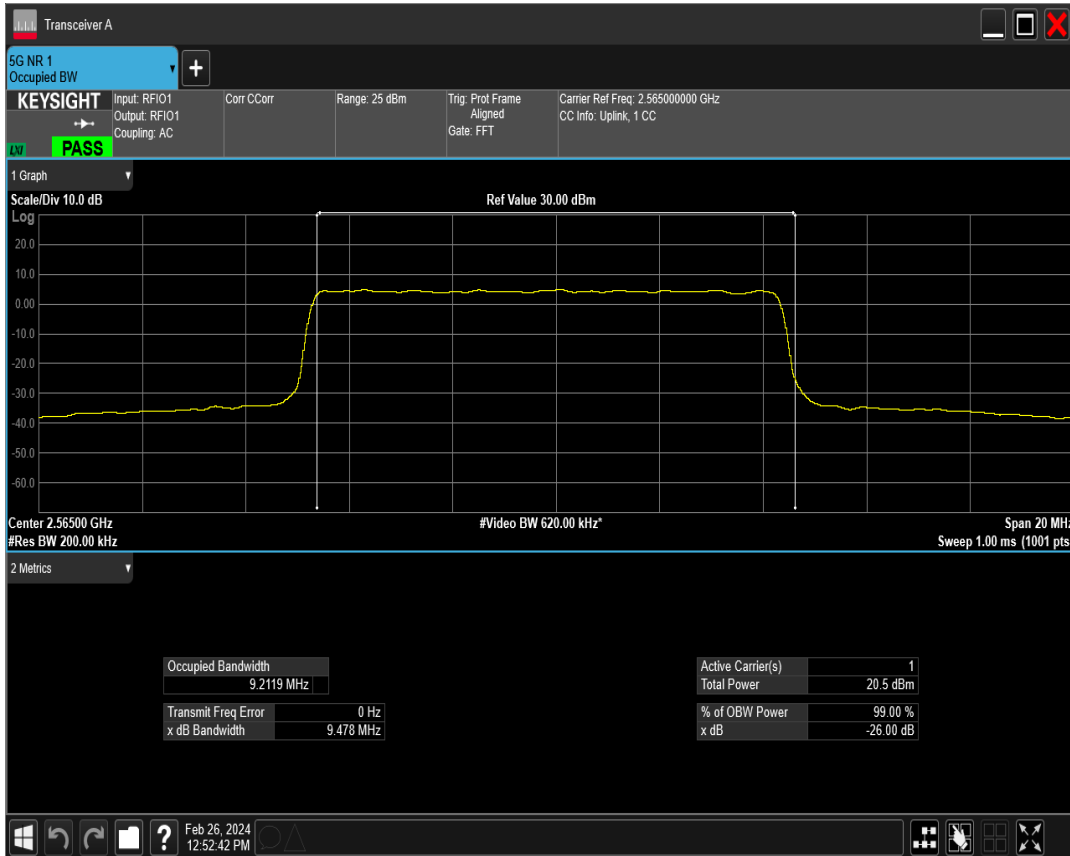 Transceiver A
5G NR 1
Occupied BW
KEYSIGHT
LXI
PASS
Input: RFIO1
Output: RFIO1
Coupling: AC
Corr CCorr
Range: 25 dBm
Trig: Prot Frame
Aligned
Gate: FFT
Carrier Ref Freq: 2.565000000 GHz
CC Info: Uplink, 1 CC
1 Graph
Scale/Div 10.0 dB
Ref Value 30.00 dBm
Log
20.0
10.0
0.00
-10.0
-20.0
-30.0
-40.0
-50.0
-60.0
Center 2.56500 GHz
#Video BW 620.00 kHz*
Span 20 MHz
#Res BW 200.00 kHz
Sweep 1.00 ms (1001 pts
2 Metrics
Occupied Bandwidth
9.2119 MHz
Transmit Freq Error 0 Hz
x dB Bandwidth 9.478 MHz
Active Carrier(s) 1
Total Power 20.5 dBm
% of OBW Power 99.00 %
x dB -26.00 dB
?
Feb 26, 2024
12:52:42 PM